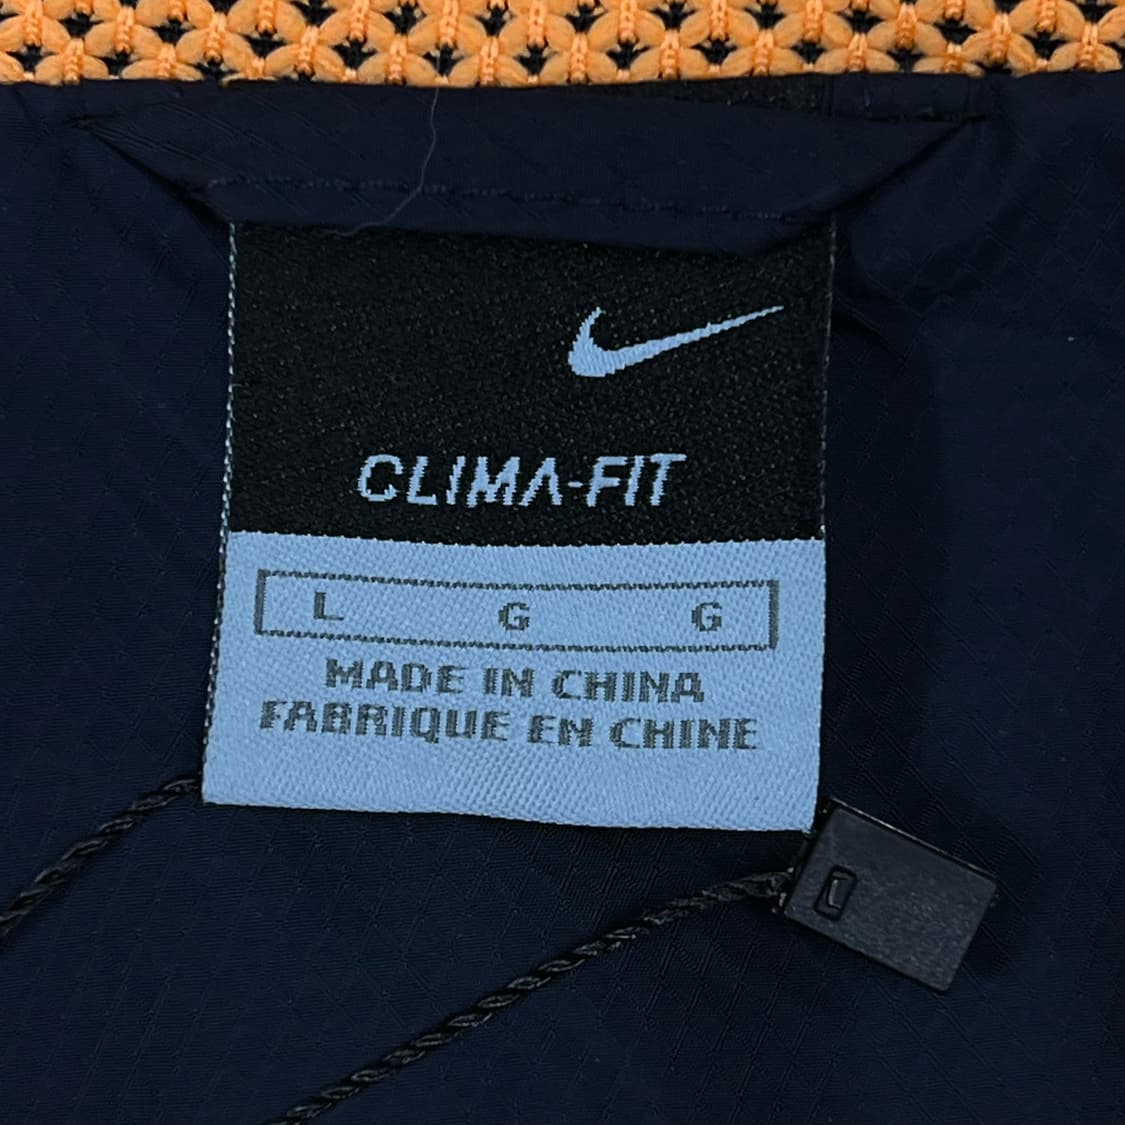 CLIMA-FIT
L G G
MADE IN CHINA
FABRIQUE EN CHINE